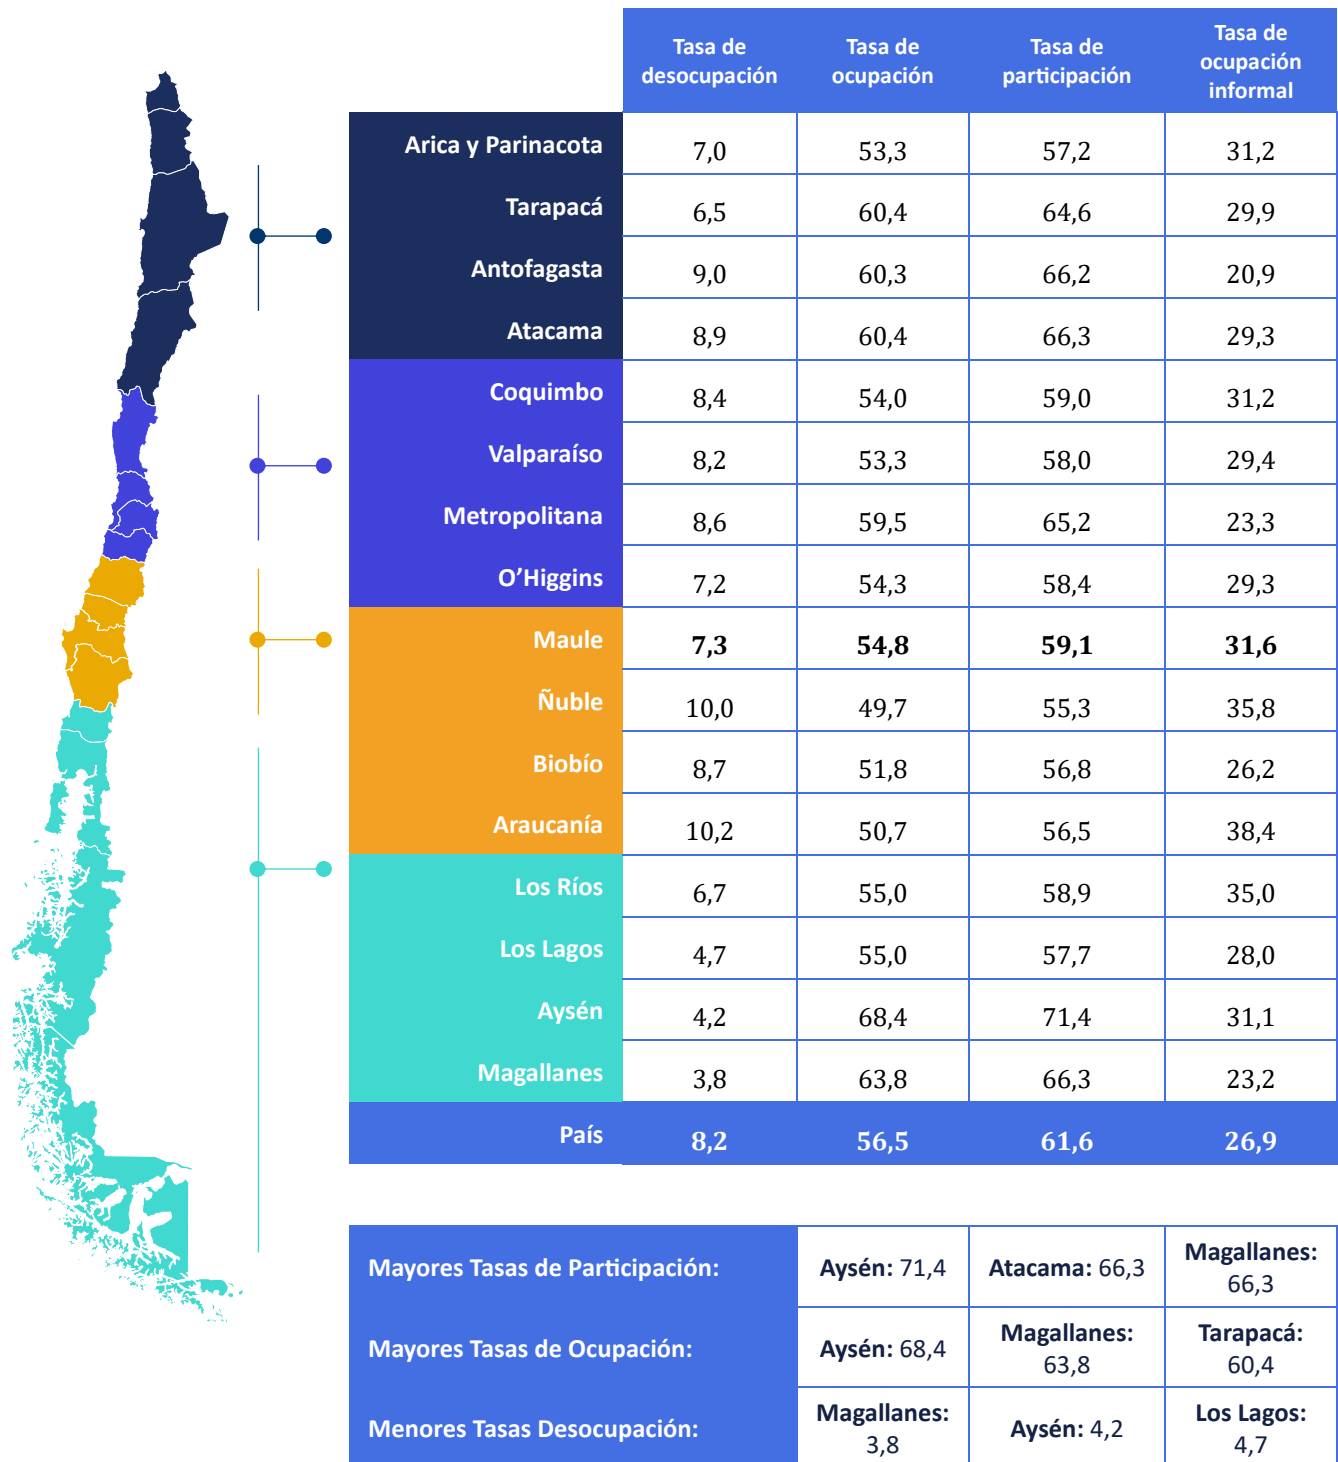 Tasa de desocupación Tasa de ocupación Tasa de participación Tasa de ocupación informal
Arica y Parinacota 7,0 53,3 57,2 31,2
Tarapacá 6,5 60,4 64,6 29,9
Antofagasta 9,0 60,3 66,2 20,9
Atacama 8,9 60,4 66,3 29,3
Coquimbo 8,4 54,0 59,0 31,2
Valparaíso 8,2 53,3 58,0 29,4
Metropolitana 8,6 59,5 65,2 23,3
O’Higgins 7,2 54,3 58,4 29,3
Maule 7,3 54,8 59,1 31,6
Ñuble 10,0 49,7 55,3 35,8
Biobío 8,7 51,8 56,8 26,2
Araucanía 10,2 50,7 56,5 38,4
Los Ríos 6,7 55,0 58,9 35,0
Los Lagos 4,7 55,0 57,7 28,0
Aysén 4,2 68,4 71,4 31,1
Magallanes 3,8 63,8 66,3 23,2
País 8,2 56,5 61,6 26,9
Mayores Tasas de Participación: Aysén: 71,4 Atacama: 66,3 Magallanes: 66,3
Mayores Tasas de Ocupación: Aysén: 68,4 Magallanes: 63,8 Tarapacá: 60,4
Menores Tasas Desocupación: Magallanes: 3,8 Aysén: 4,2 Los Lagos: 4,7